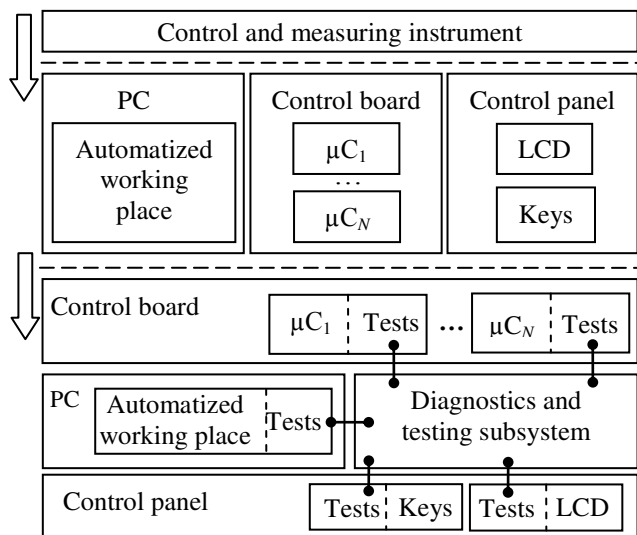 Control and measuring instrument
PC
Automatized
working
place
Control board
µC1
...
µCN
Control panel
LCD
Keys
Control board
µC1 Tests ... µCN Tests
PC
Automatized
working place
Tests
Diagnostics and
testing subsystem
Control panel
Tests Keys Tests LCD